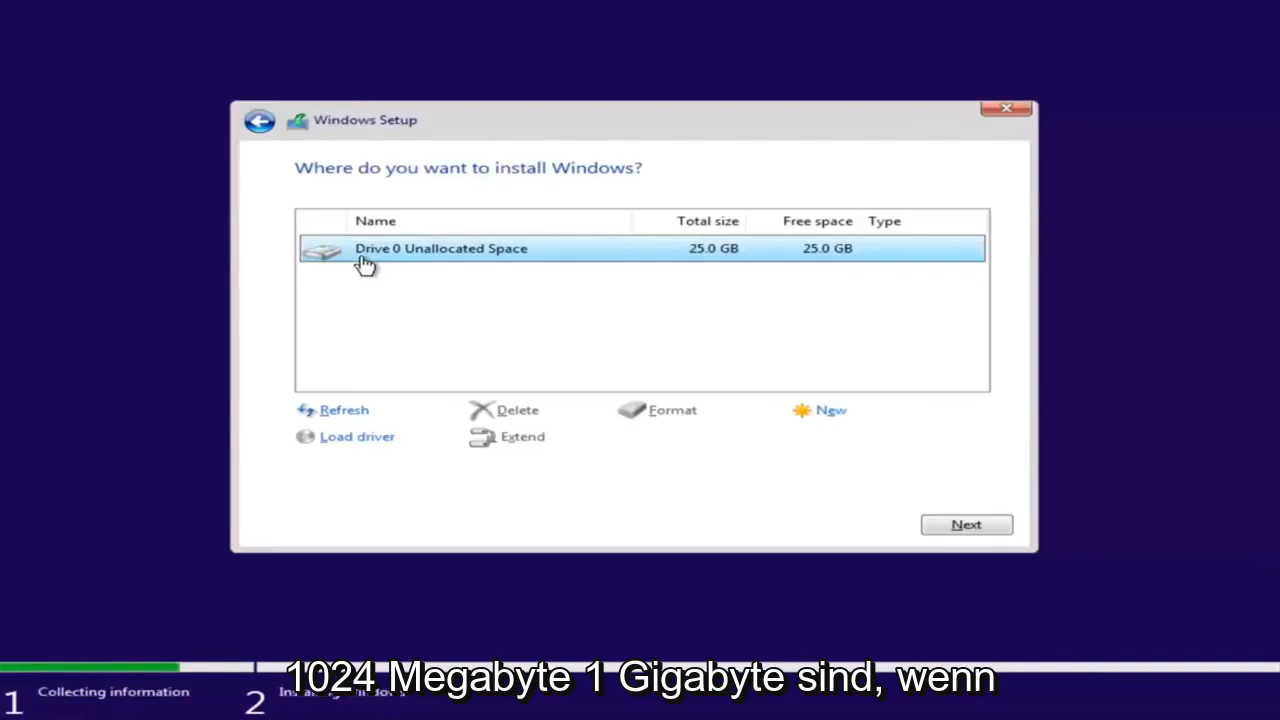 Windows Setup
Where do you want to install Windows?
Name Total size Free space Type
Drive 0 Unallocated Space 25.0 GB 25.0 GB
Refresh Delete Format New
Load driver Extend
Next
1024 Megabyte 1 Gigabyte sind, wenn
1 Collecting information 2